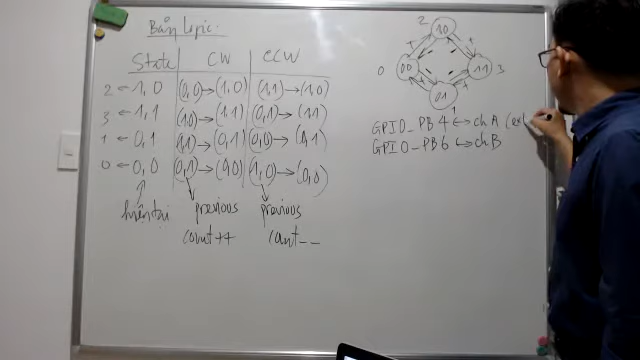 Bảng logic:
State CW CCW
2 ← 1,0 (0,0) → (1,0) (1,1) → (1,0)
3 ← 1,1 (1,0) → (1,1) (0,1) → (1,1)
1 ← 0,1 (1,1) → (0,1) (0,0) → (0,1)
0 ← 0,0 (0,1) → (0,0) (1,0) → (0,0)
hiện tại previous previous
count++ count--
2
10
0 00 11 3
01
1
GPIO_PB4 ↔ ch A
GPIO_PB6 ↔ ch B